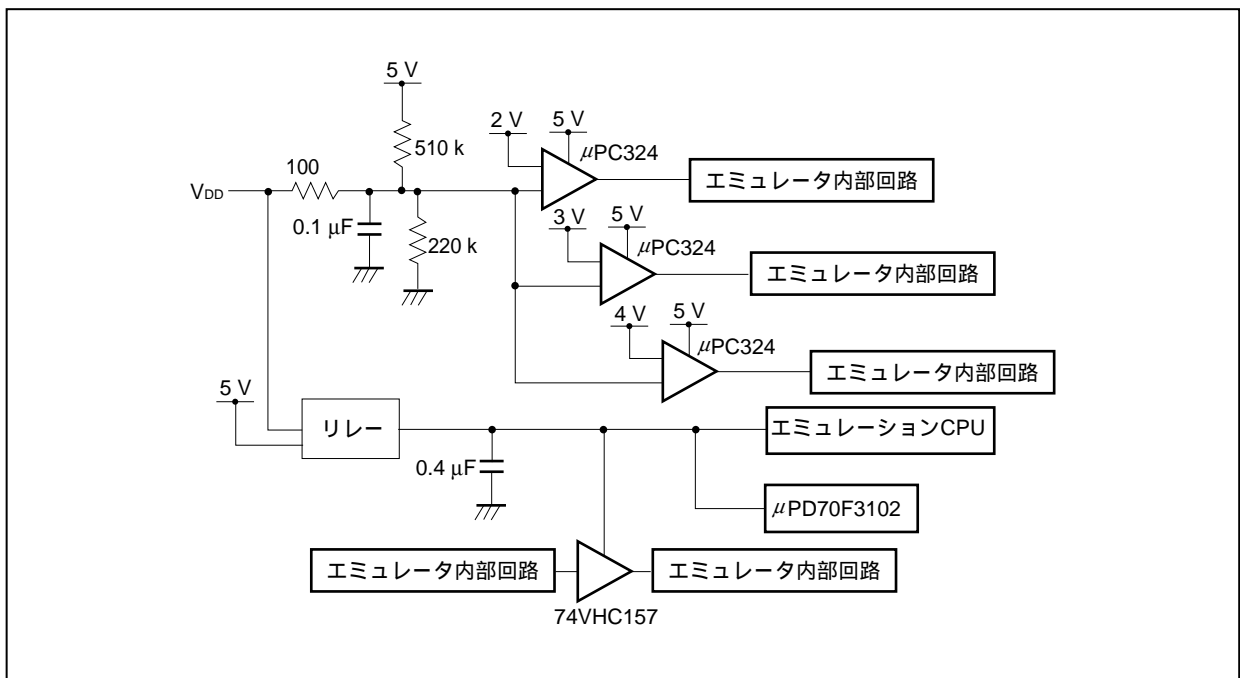 5 V
510 k
2 V
5 V
μPC324
100
VDD
エミュレータ内部回路
0.1 μF
220 k
3 V
5 V
μPC324
エミュレータ内部回路
4 V
5 V
μPC324
エミュレータ内部回路
5 V
リレー
エミュレーションCPU
0.4 μF
μPD70F3102
エミュレータ内部回路
エミュレータ内部回路
74VHC157